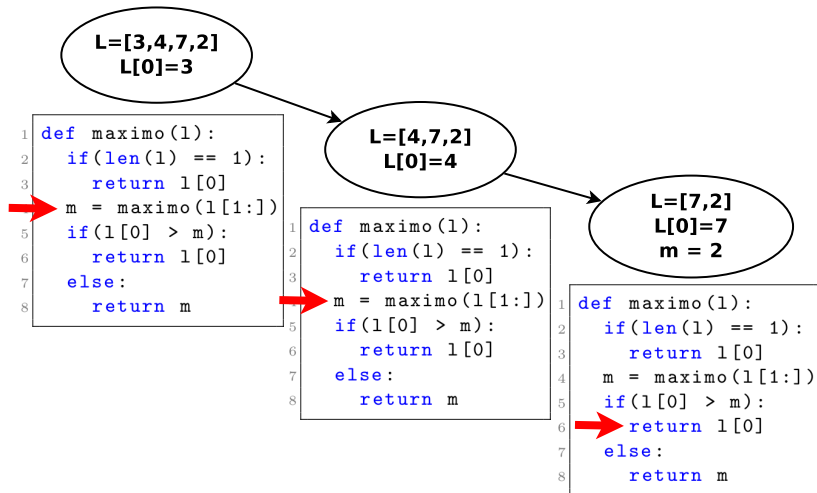 L=[3,4,7,2]
L[0]=3
L=[4,7,2]
L[0]=4
L=[7,2]
L[0]=7
m = 2
1 def maximo(l):
2   if(len(l) == 1):
3     return l[0]
  m = maximo(l[1:])
5   if(l[0] > m):
6     return l[0]
7   else:
8     return m
1 def maximo(l):
2   if(len(l) == 1):
3     return l[0]
  m = maximo(l[1:])
5   if(l[0] > m):
6     return l[0]
7   else:
8     return m
1 def maximo(l):
2   if(len(l) == 1):
3     return l[0]
4   m = maximo(l[1:])
5   if(l[0] > m):
6     return l[0]
7   else:
8     return m